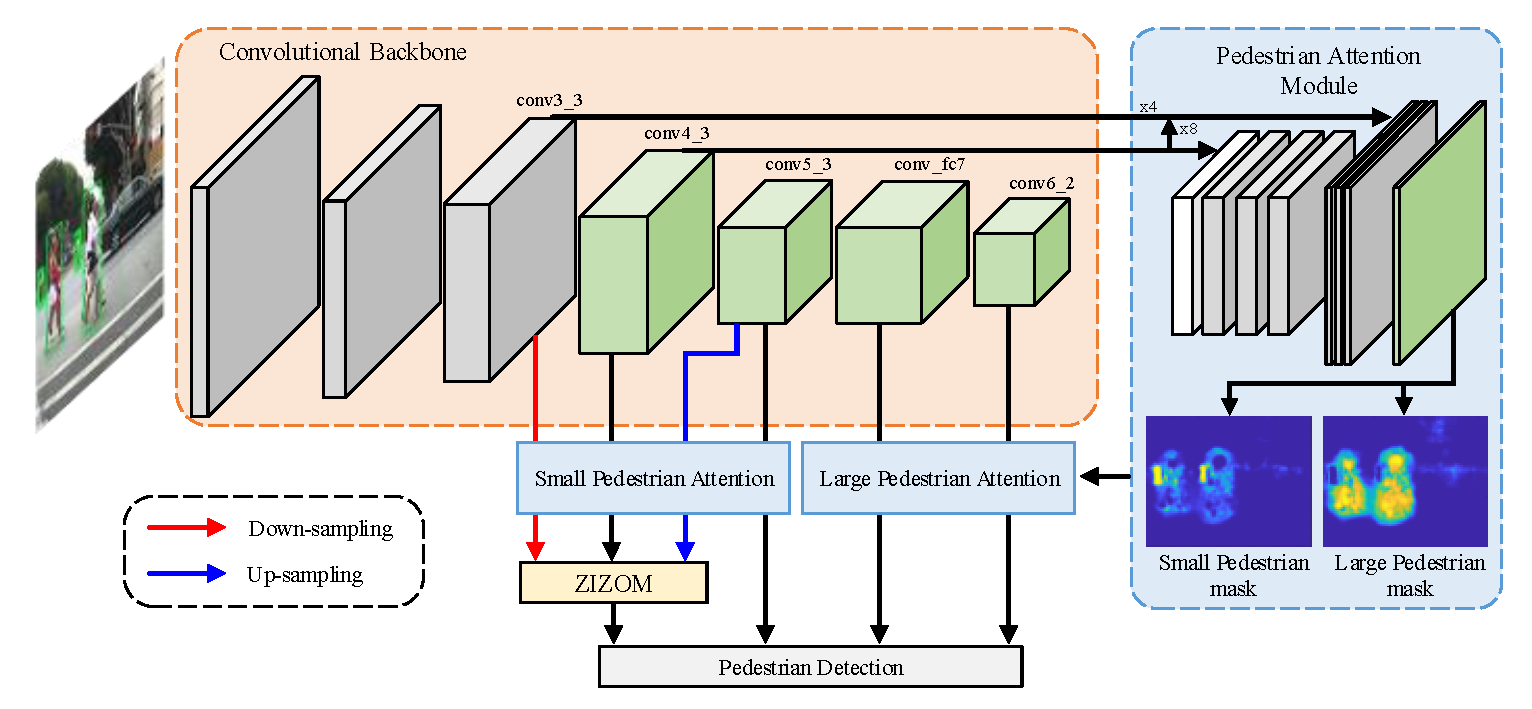 Convolutional Backbone
Pedestrian Attention
Module
conv3_3
conv4_3
conv5_3
conv_fc7
conv6_2
x4
x8
Small Pedestrian Attention
Large Pedestrian Attention
Down-sampling
Up-sampling
ZIZOM
Pedestrian Detection
Small Pedestrian
mask
Large Pedestrian
mask